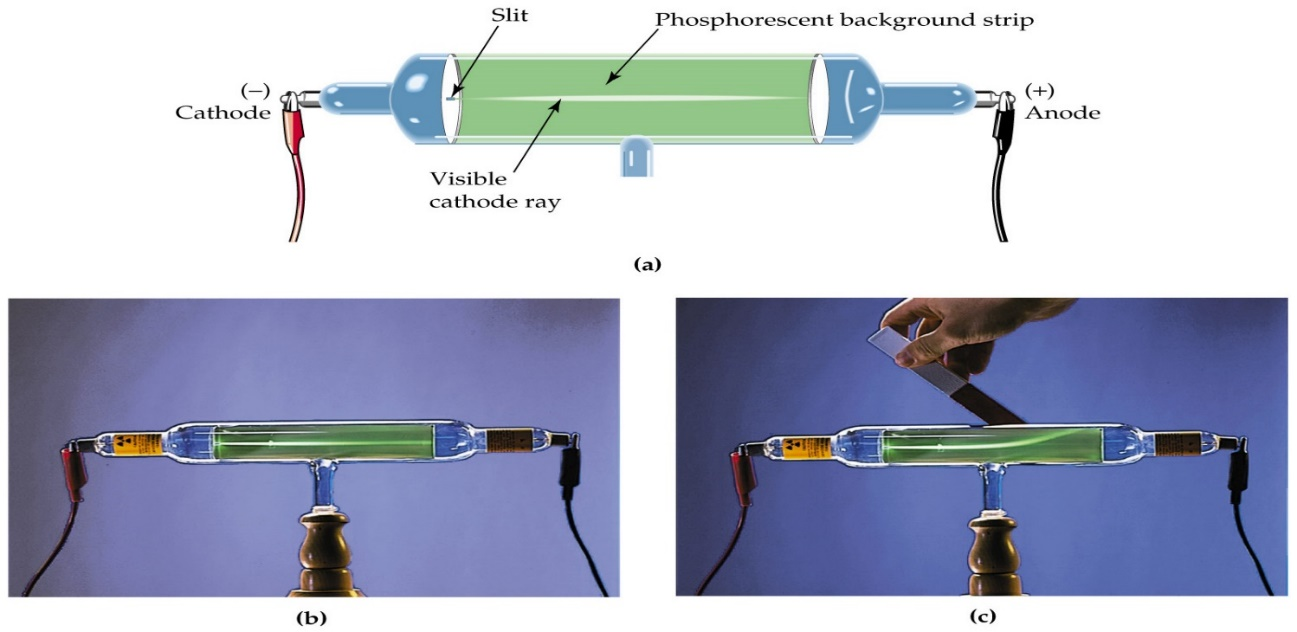 Slit
Phosphorescent background strip
(−)
Cathode
(+)
Anode
Visible
cathode ray
(a)
(b)
(c)